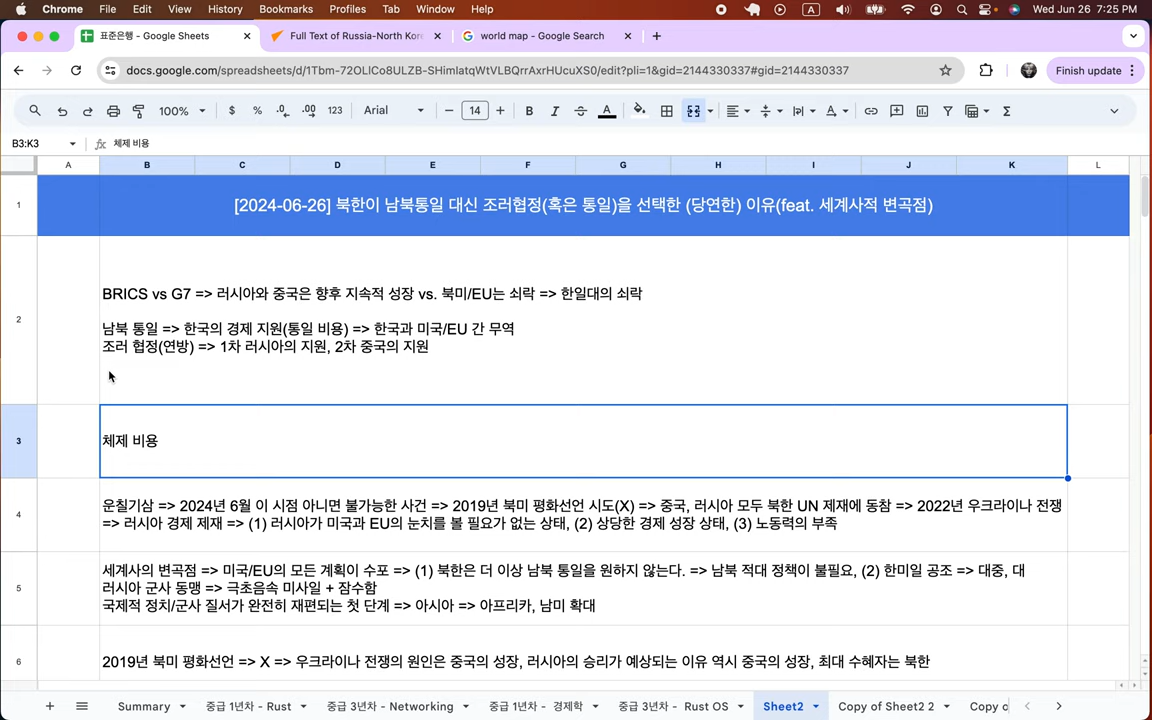 Chrome File Edit View History Bookmarks Profiles Tab Window Help A Wed Jun 26 7:25 PM
표준은행 - Google Sheets Full Text of Russia-North Kore world map - Google Search
docs.google.com/spreadsheets/d/1Tbm-72OLlCo8ULZB-SHimIatqWtVLBQrrAxrHUcuXS0/edit?pli=1&gid=2144330337#gid=2144330337 Finish update
100% $ % .0 .00 123 Arial 14 B I S A
B3:K3 fx 체제 비용
A B C D E F G H I J K L
1 [2024-06-26] 북한이 남북통일 대신 조러협정(혹은 통일)을 선택한 (당연한) 이유(feat. 세계사적 변곡점)
2
BRICS vs G7 => 러시아와 중국은 향후 지속적 성장 vs. 북미/EU는 쇠락 => 한일대의 쇠락
남북 통일 => 한국의 경제 지원(통일 비용) => 한국과 미국/EU 간 무역
조러 협정(연방) => 1차 러시아의 지원, 2차 중국의 지원
3 체제 비용
4
운칠기삼 => 2024년 6월 이 시점 아니면 불가능한 사건 => 2019년 북미 평화선언 시도(X) => 중국, 러시아 모두 북한 UN 제재에 동참 => 2022년 우크라이나 전쟁
=> 러시아 경제 제재 => (1) 러시아가 미국과 EU의 눈치를 볼 필요가 없는 상태, (2) 상당한 경제 성장 상태, (3) 노동력의 부족
5
세계사의 변곡점 => 미국/EU의 모든 계획이 수포 => (1) 북한은 더 이상 남북 통일을 원하지 않는다. => 남북 적대 정책이 불필요, (2) 한미일 공조 => 대중, 대
러시아 군사 동맹 => 극초음속 미사일 + 잠수함
국제적 정치/군사 질서가 완전히 재편되는 첫 단계 => 아시아 => 아프리카, 남미 확대
6 2019년 북미 평화선언 => X => 우크라이나 전쟁의 원인은 중국의 성장, 러시아의 승리가 예상되는 이유 역시 중국의 성장, 최대 수혜자는 북한
Summary 중급 1년차 - Rust 중급 3년차 - Networking 중급 1년차 - 경제학 중급 3년차 - Rust OS Sheet2 Copy of Sheet2 2 Copy o